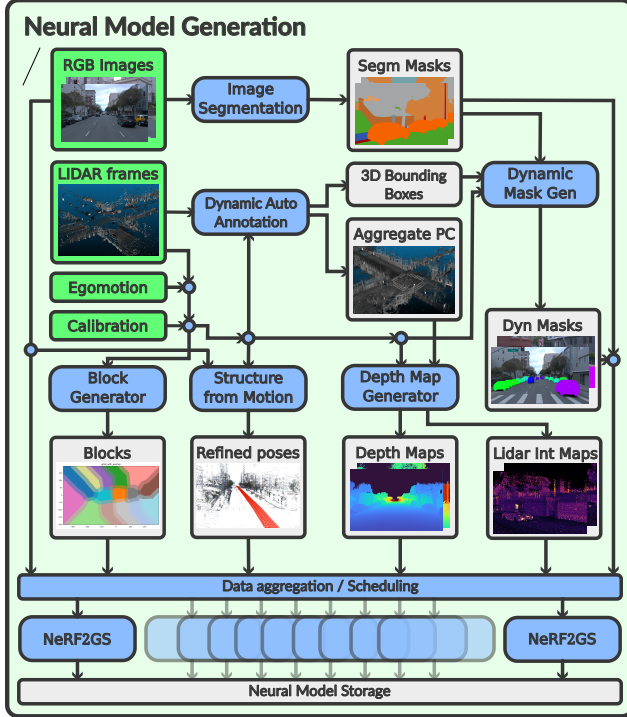 Neural Model Generation
RGB Images
Image
Segmentation
Segm Masks
LIDAR frames
Dynamic Auto
Annotation
3D Bounding
Boxes
Dynamic
Mask Gen
Aggregate PC
Egomotion
Calibration
Dyn Masks
Block
Generator
Structure
from Motion
Depth Map
Generator
Blocks
Refined poses
Depth Maps
Lidar Int Maps
Data aggregation / Scheduling
NeRF2GS
NeRF2GS
Neural Model Storage